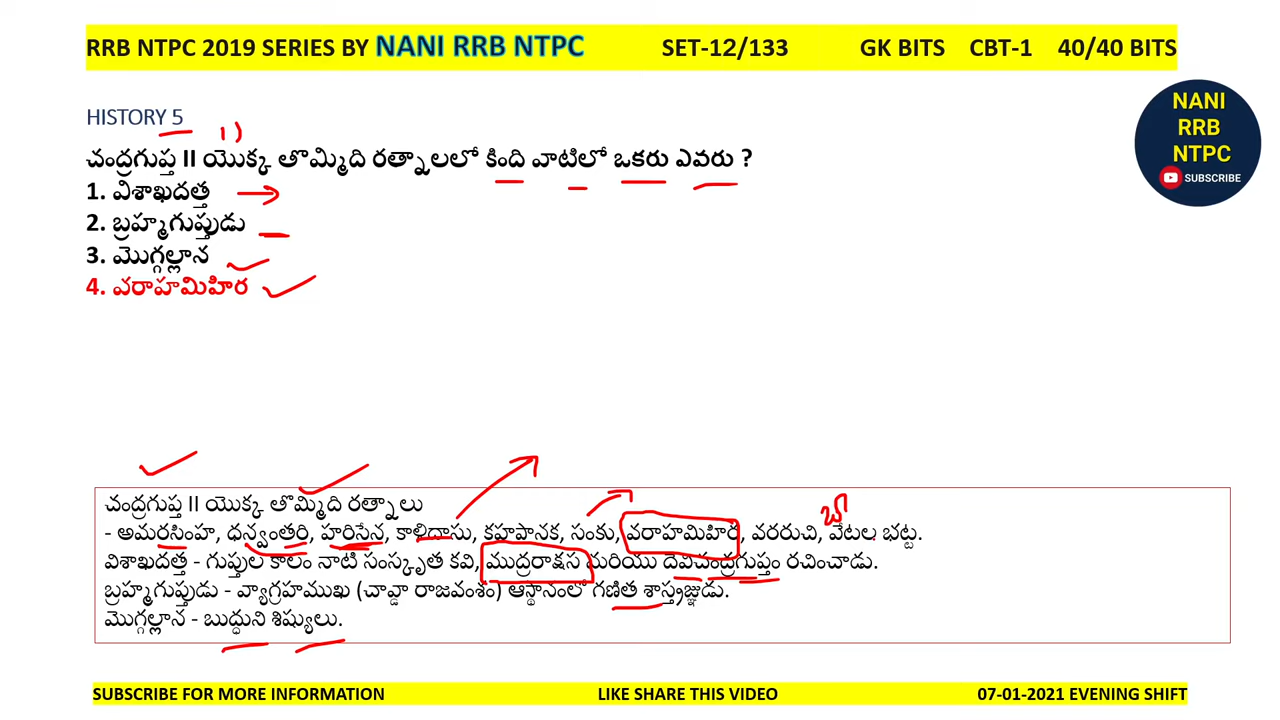 RRB NTPC 2019 SERIES BY NANI RRB NTPC SET-12/133 GK BITS CBT-1 40/40 BITS
NANI
RRB
NTPC
SUBSCRIBE
HISTORY 5
1)
చంద్రగుప్త II యొక్క తొమ్మిది రత్నాలలో కింది వాటిలో ఒకరు ఎవరు ?
1. విశాఖదత్త
2. బ్రహ్మగుప్తుడు
3. మొగ్గల్లాన
4. వరాహమిహిర
చంద్రగుప్త II యొక్క తొమ్మిది రత్నాలు
- అమరసింహ, ధన్వంతరి, హరిసేన, కాళిదాసు, కహపానక, సంకు, వరాహమిహిర, వరరుచి, వేటల భట్ట.
విశాఖదత్త - గుప్తుల కాలం నాటి సంస్కృత కవి, ముద్రరాక్షస మరియు దేవిచంద్రగుప్తం రచించాడు.
బ్రహ్మగుప్తుడు - వ్యాగ్రహముఖ (చావ్డా రాజవంశం) ఆస్థానంలో గణిత శాస్త్రజ్ఞుడు.
మొగ్గల్లాన - బుద్ధుని శిష్యులు.
SUBSCRIBE FOR MORE INFORMATION LIKE SHARE THIS VIDEO 07-01-2021 EVENING SHIFT